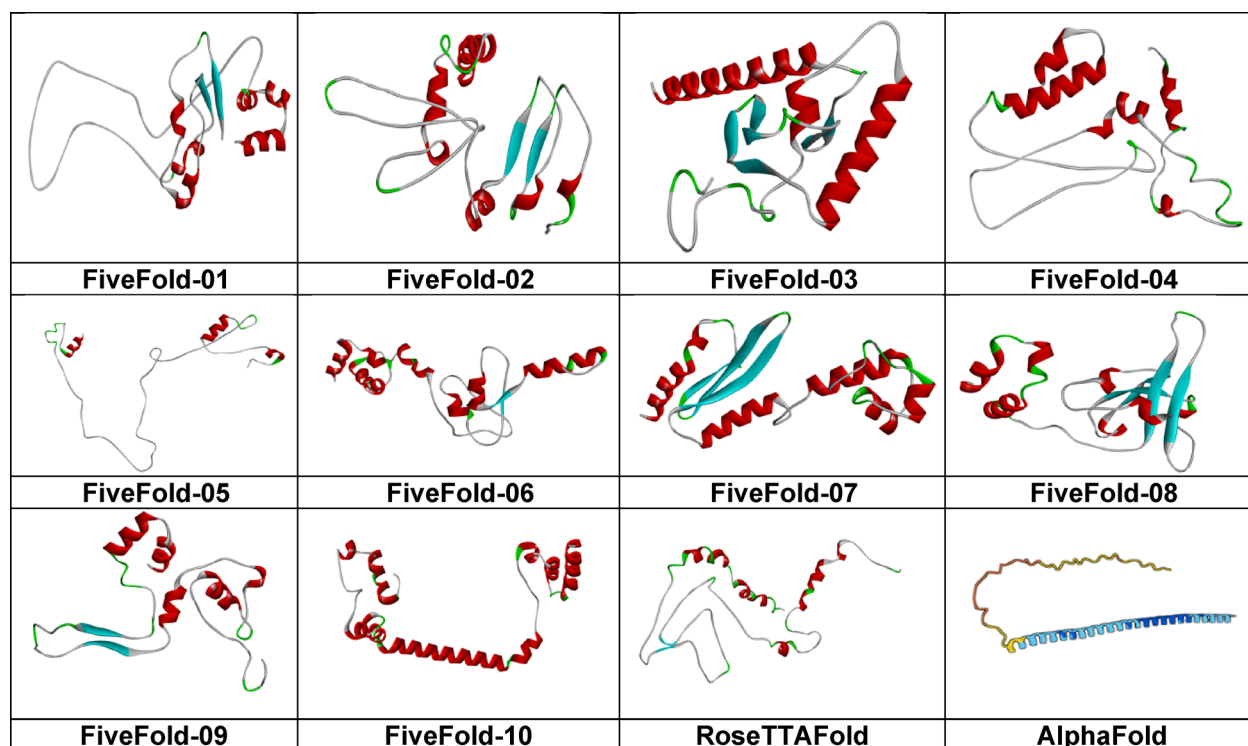 FiveFold-01 FiveFold-02 FiveFold-03 FiveFold-04
FiveFold-05 FiveFold-06 FiveFold-07 FiveFold-08
FiveFold-09 FiveFold-10 RoseTTAFold AlphaFold